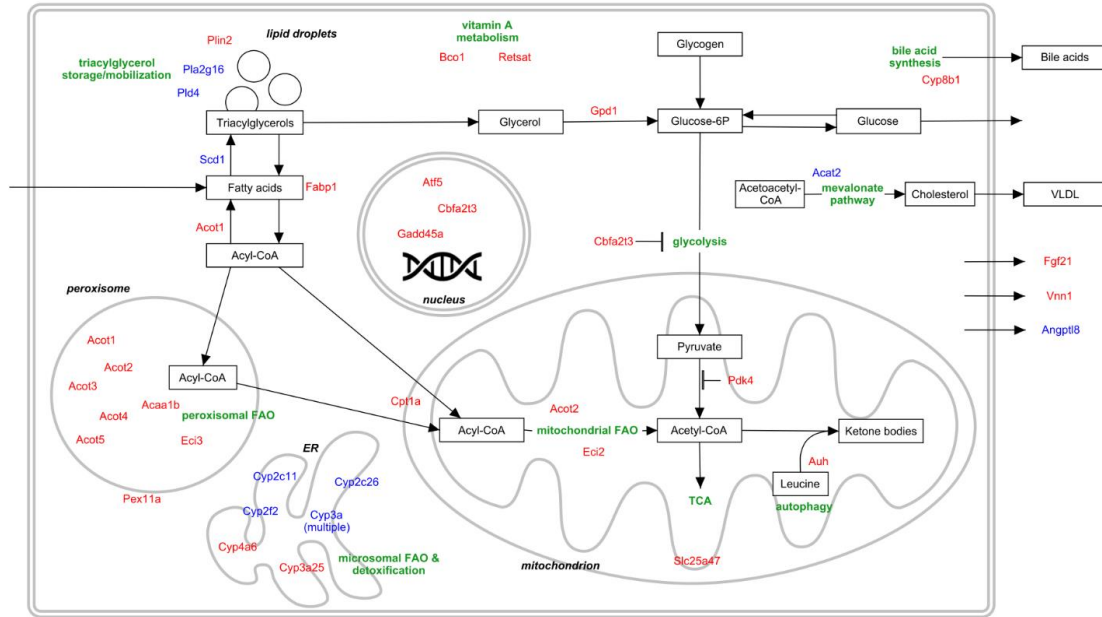 vitamin A
metabolism
Bco1
Retsat
lipid droplets
Plin2
triacylglycerol
storage/mobilization
Pla2g16
Pld4
Glycogen
bile acid
synthesis
Cyp8b1
Bile acids
Triacylglycerols
Glycerol
Gpd1
Glucose-6P
Glucose
Scd1
Fatty acids
Fabp1
Acot1
Acyl-CoA
Atf5
Cbfa2t3
Gadd45a
nucleus
Acetoacetyl-
CoA
Acat2
mevalonate
pathway
Cholesterol
VLDL
Cbfa2t3
glycolysis
Fgf21
Vnn1
Angptl8
peroxisome
Acot1
Acot2
Acot3
Acyl-CoA
Acaa1b
Acot4
peroxisomal FAO
Acot5
Eci3
Pex11a
Pyruvate
Pdk4
Cpt1a
Acyl-CoA
Acot2
mitochondrial FAO
Eci2
Acetyl-CoA
Ketone bodies
Auh
Leucine
autophagy
TCA
Slc25a47
mitochondrion
ER
Cyp2c11
Cyp2c26
Cyp2f2
Cyp3a
(multiple)
Cyp4a6
Cyp3a25
microsomal FAO &
detoxification